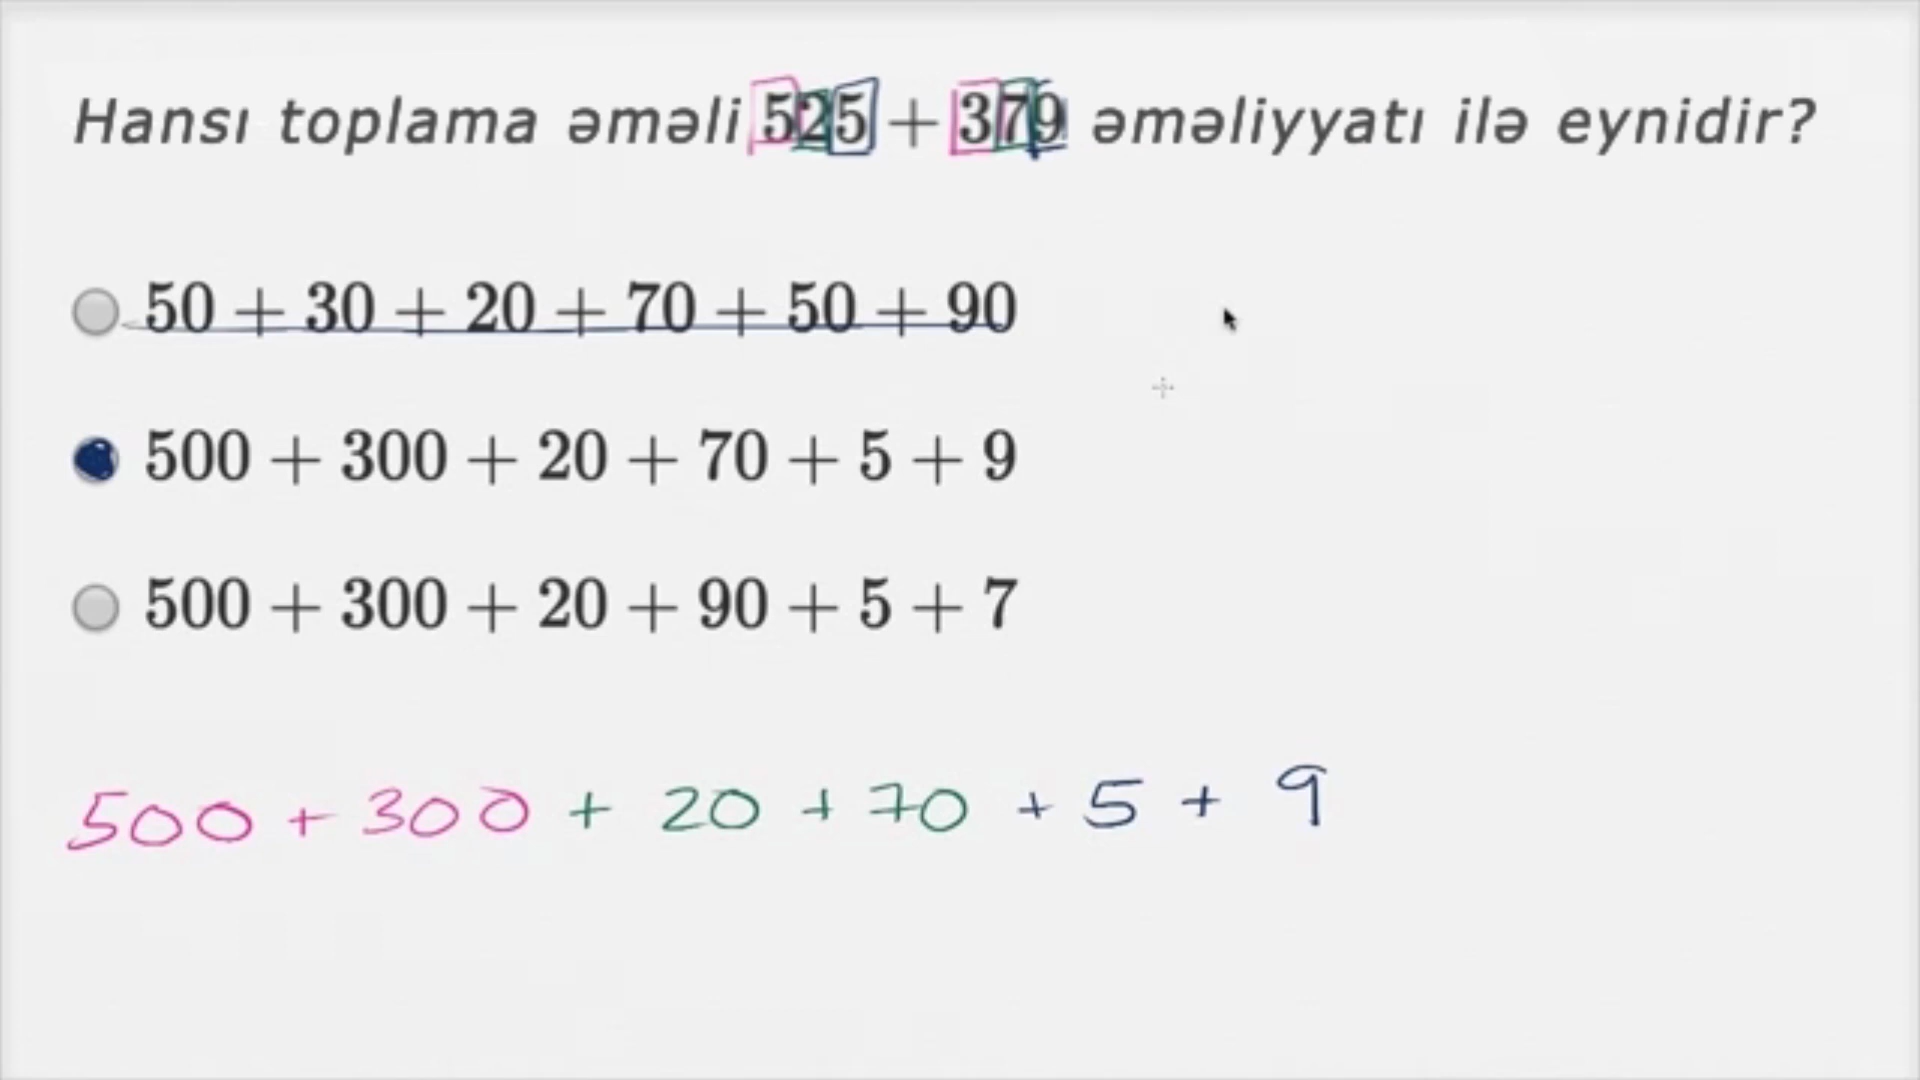 Hansı toplama əməli 525 + 379 əməliyyatı ilə eynidir?
50 + 30 + 20 + 70 + 50 + 90
500 + 300 + 20 + 70 + 5 + 9
500 + 300 + 20 + 90 + 5 + 7
500 + 300 + 20 + 70 + 5 + 9